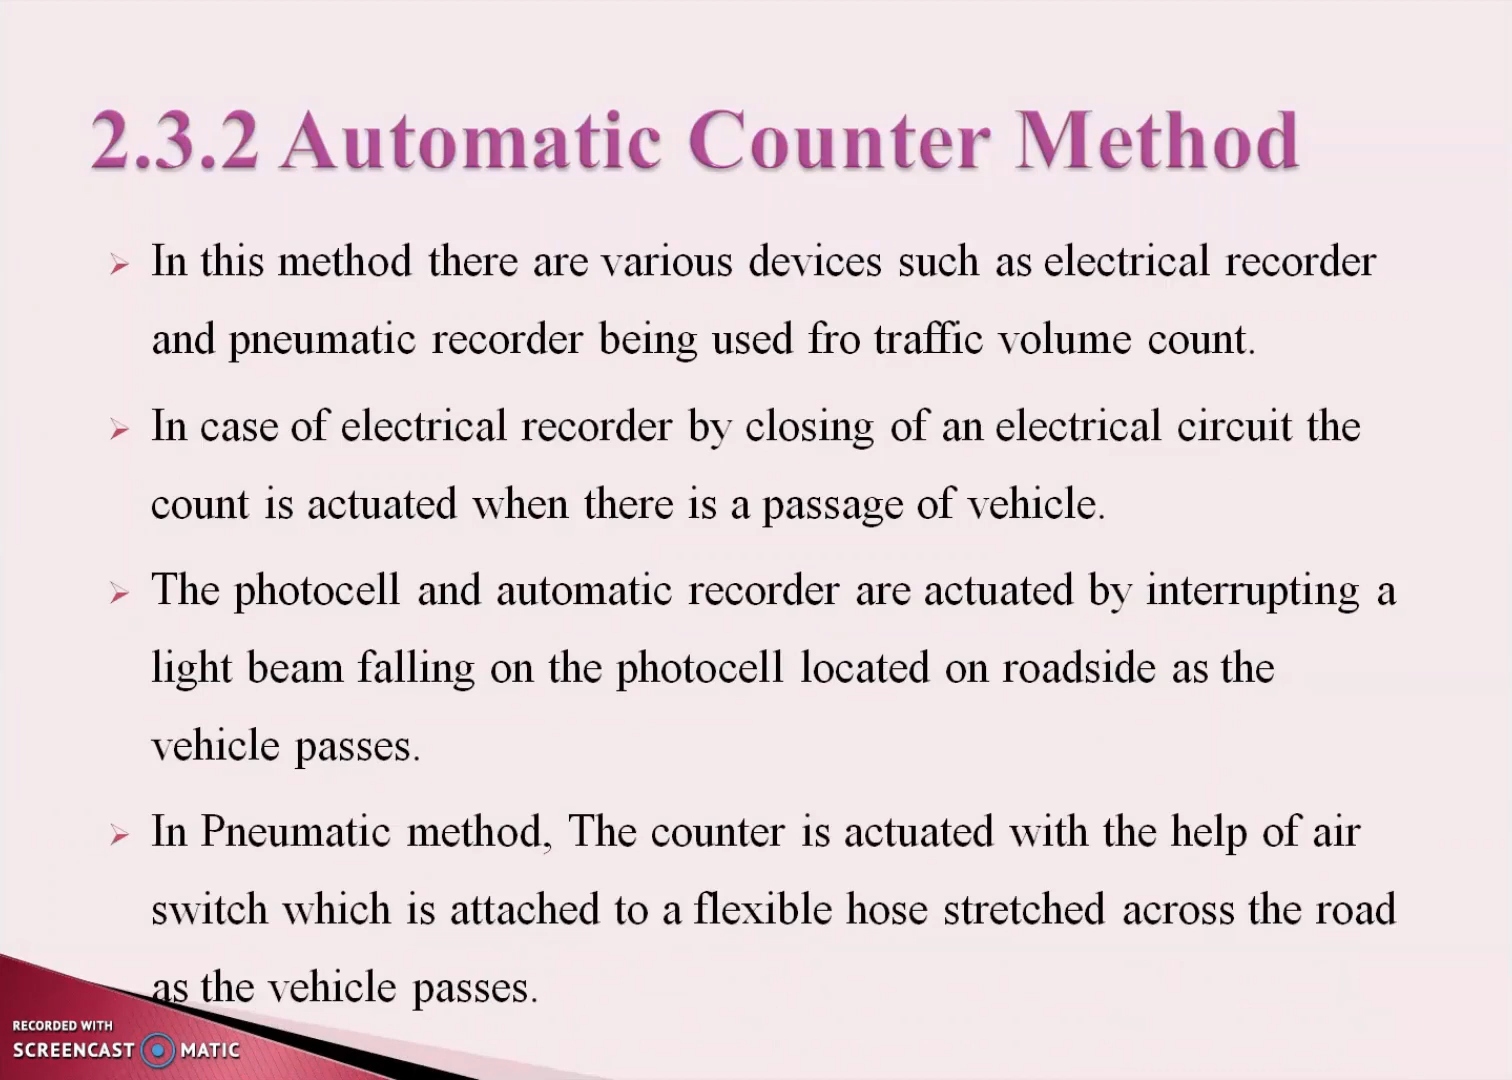 2.3.2 Automatic Counter Method
In this method there are various devices such as electrical recorder
and pneumatic recorder being used fro traffic volume count.
In case of electrical recorder by closing of an electrical circuit the
count is actuated when there is a passage of vehicle.
The photocell and automatic recorder are actuated by interrupting a
light beam falling on the photocell located on roadside as the
vehicle passes.
In Pneumatic method, The counter is actuated with the help of air
switch which is attached to a flexible hose stretched across the road
as the vehicle passes.
RECORDED WITH
SCREENCAST MATIC